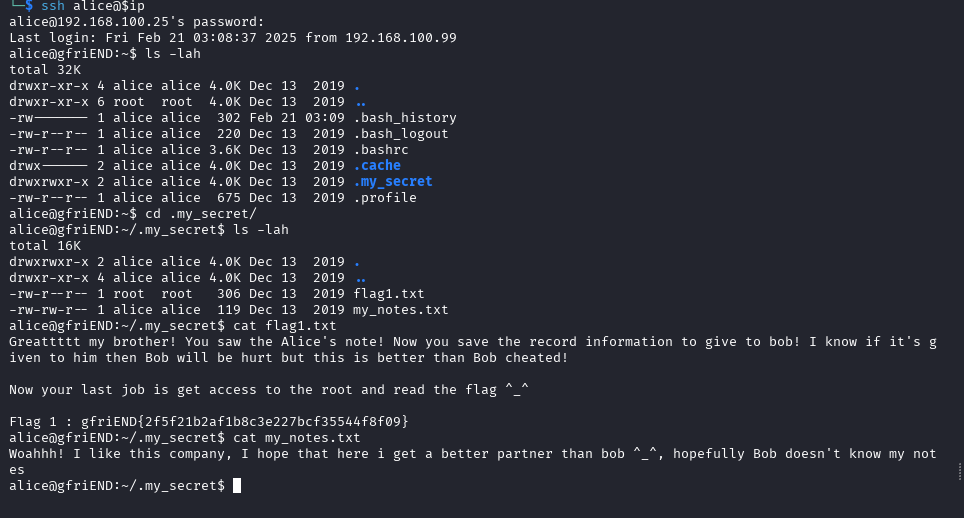 └─$ ssh alice@$ip
alice@192.168.100.25's password:
Last login: Fri Feb 21 03:08:37 2025 from 192.168.100.99
alice@gfriEND:~$ ls -lah
total 32K
drwxr-xr-x 4 alice alice 4.0K Dec 13  2019 .
drwxr-xr-x 6 root  root  4.0K Dec 13  2019 ..
-rw------- 1 alice alice  302 Feb 21 03:09 .bash_history
-rw-r--r-- 1 alice alice  220 Dec 13  2019 .bash_logout
-rw-r--r-- 1 alice alice 3.6K Dec 13  2019 .bashrc
drwx------ 2 alice alice 4.0K Dec 13  2019 .cache
drwxrwxr-x 2 alice alice 4.0K Dec 13  2019 .my_secret
-rw-r--r-- 1 alice alice  675 Dec 13  2019 .profile
alice@gfriEND:~$ cd .my_secret/
alice@gfriEND:~/.my_secret$ ls -lah
total 16K
drwxrwxr-x 2 alice alice 4.0K Dec 13  2019 .
drwxr-xr-x 4 alice alice 4.0K Dec 13  2019 ..
-rw-r--r-- 1 root  root   306 Dec 13  2019 flag1.txt
-rw-rw-r-- 1 alice alice  119 Dec 13  2019 my_notes.txt
alice@gfriEND:~/.my_secret$ cat flag1.txt
Greattttt my brother! You saw the Alice's note! Now you save the record information to give to bob! I know if it's g
iven to him then Bob will be hurt but this is better than Bob cheated!

Now your last job is get access to the root and read the flag ^_^

Flag 1 : gfriEND{2f5f21b2af1b8c3e227bcf35544f8f09}
alice@gfriEND:~/.my_secret$ cat my_notes.txt
Woahhh! I like this company, I hope that here i get a better partner than bob ^_^, hopefully Bob doesn't know my not
es
alice@gfriEND:~/.my_secret$